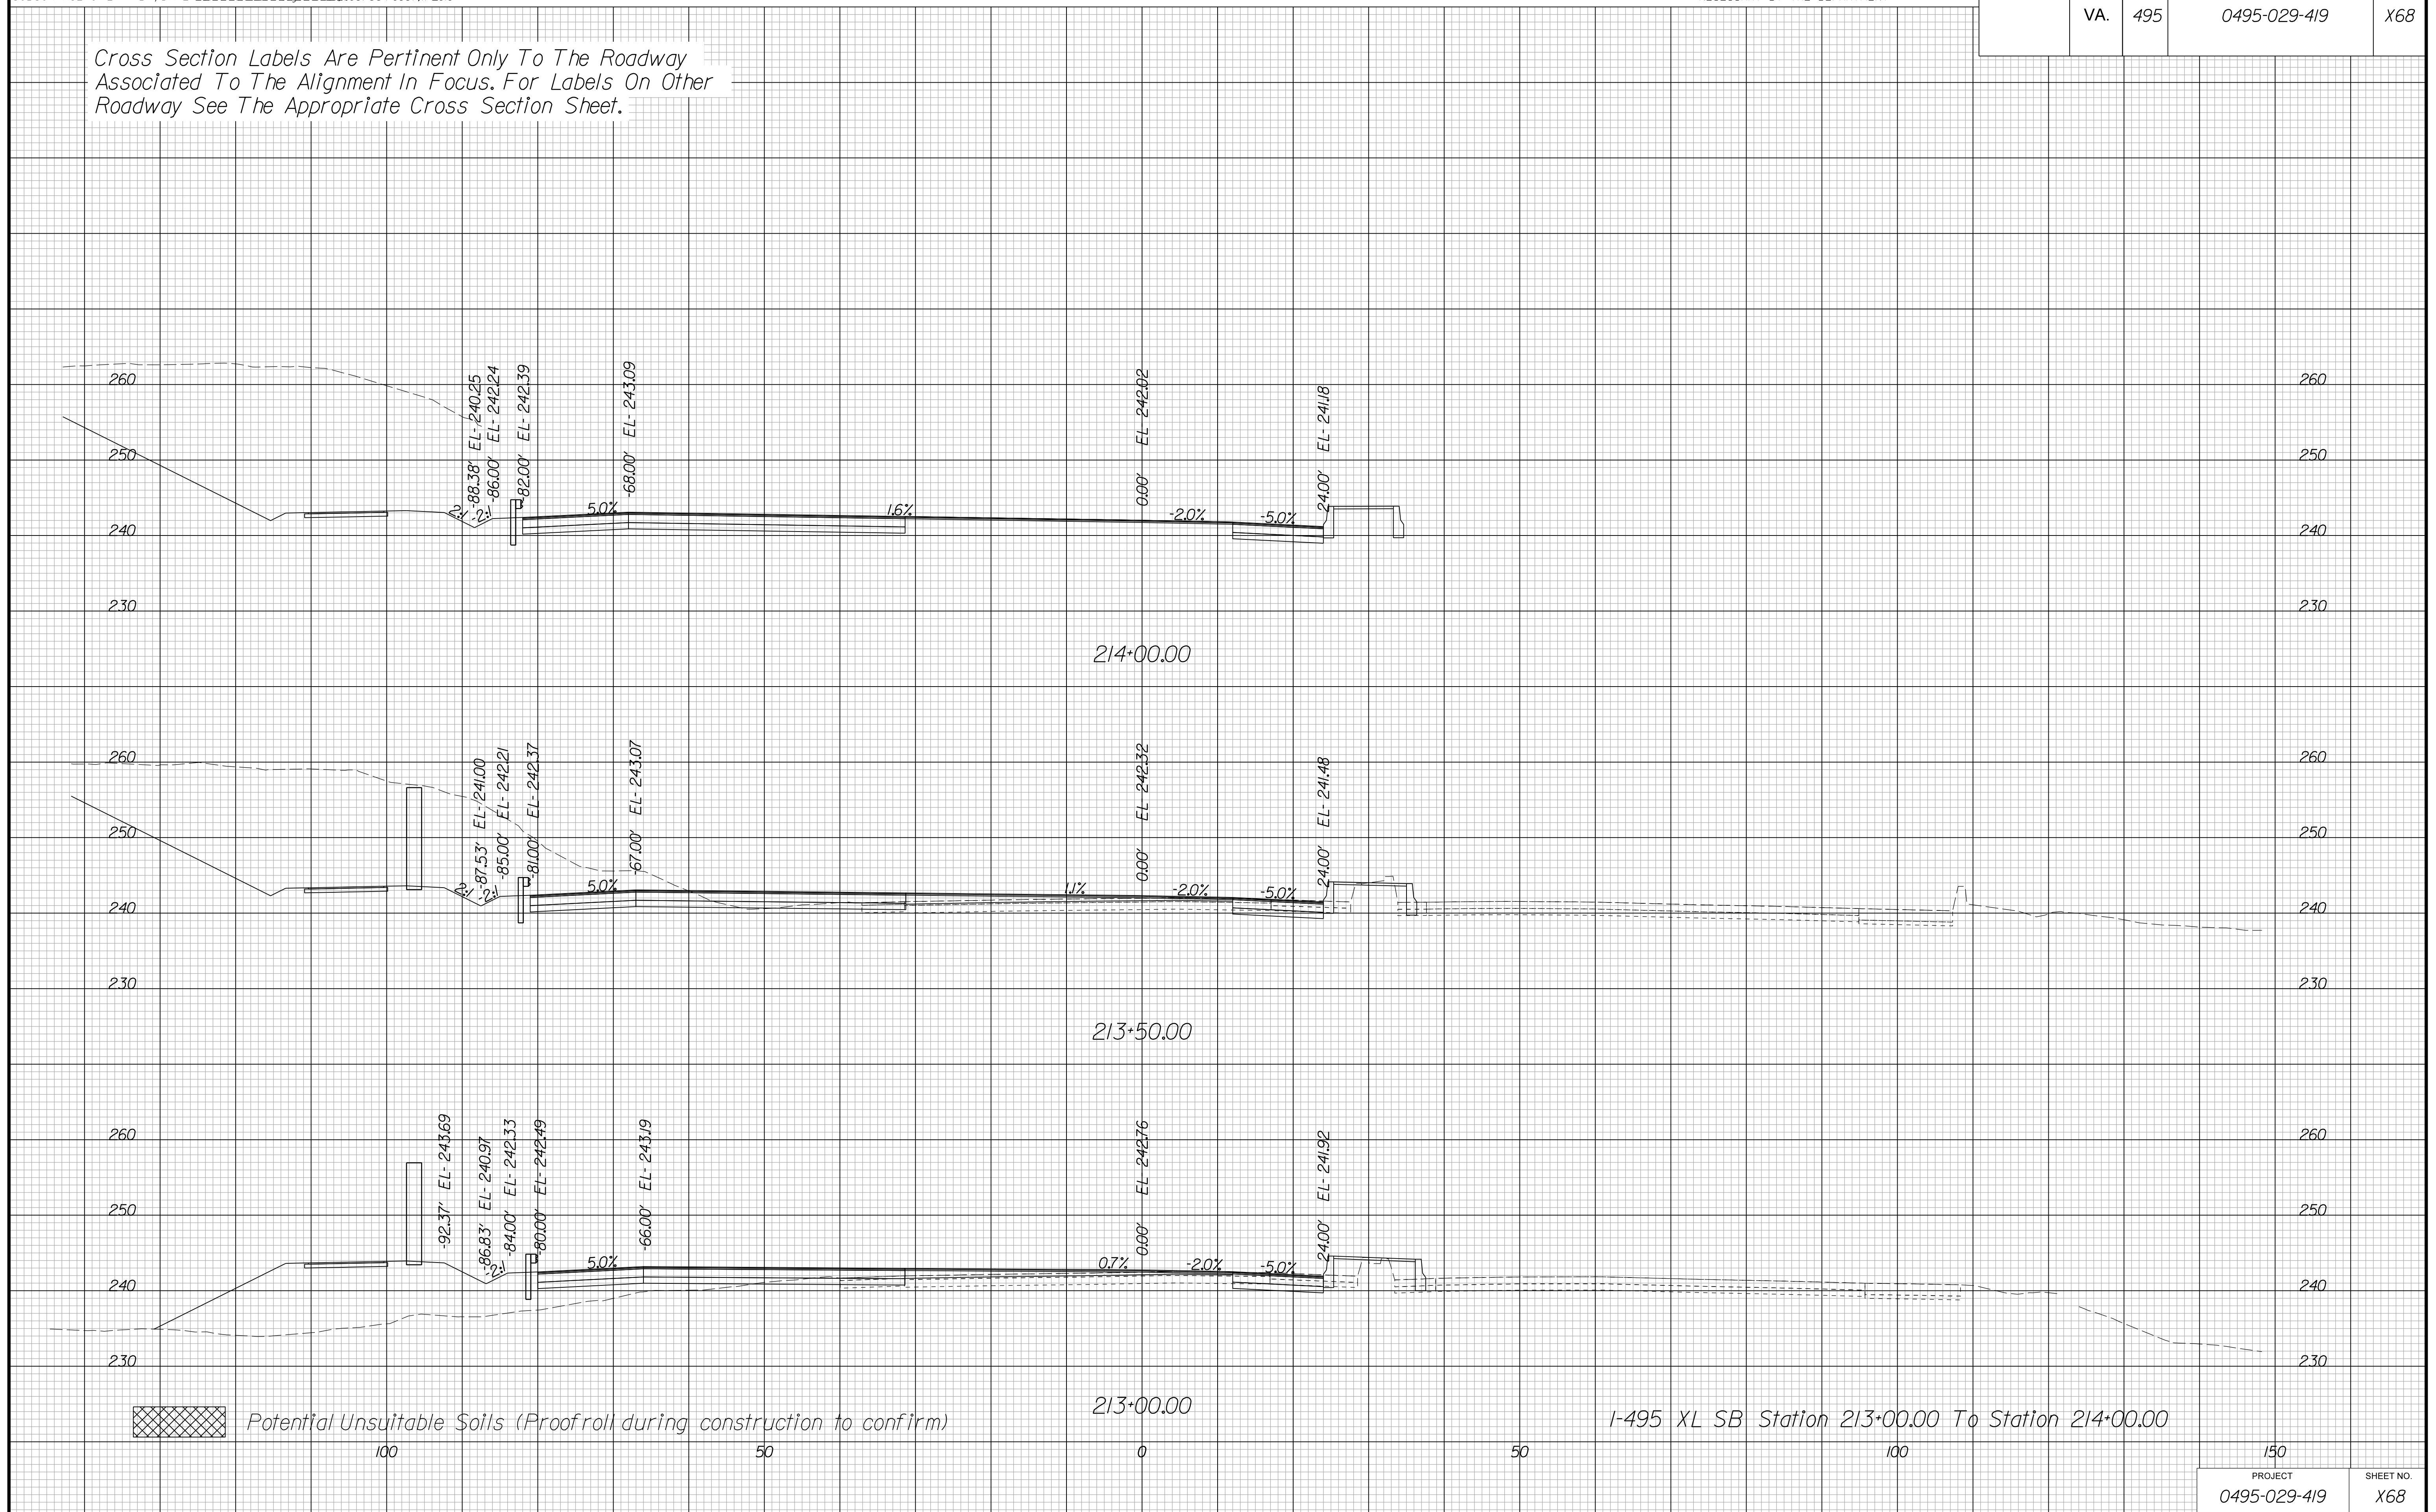 VA. 495 0495-029-419 X68
Cross Section Labels Are Pertinent Only To The Roadway
Associated To The Alignment In Focus. For Labels On Other
Roadway See The Appropriate Cross Section Sheet.
260 260
250 250
240 240
230 230
-88.38' EL- 240.25
-86.00' EL- 242.24
-82.00' EL- 242.39
-68.00' EL- 243.09
0.00' EL 242.02
24.00' EL- 241.18
2:1 -2:1 5.0% 1.6% -2.0% -5.0%
214+00.00
260 260
250 250
240 240
230 230
-87.53' EL- 241.00
-85.00' EL- 242.21
-81.00' EL- 242.37
-67.00' EL- 243.07
0.00' EL 242.32
24.00' EL- 241.48
2:1 -2:1 5.0% 1.1% -2.0% -5.0%
213+50.00
260 260
250 250
240 240
230 230
-92.37' EL- 243.69
-86.83' EL- 240.97
-84.00' EL- 242.33
-80.00' EL- 242.49
-66.00' EL- 243.19
0.00' EL 242.76
24.00' EL- 241.92
-2:1 5.0% 0.7% -2.0% -5.0%
213+00.00
Potential Unsuitable Soils (Proofroll during construction to confirm)
I-495 XL SB Station 213+00.00 To Station 214+00.00
100 50 0 50 100 150
PROJECT SHEET NO.
0495-029-419 X68